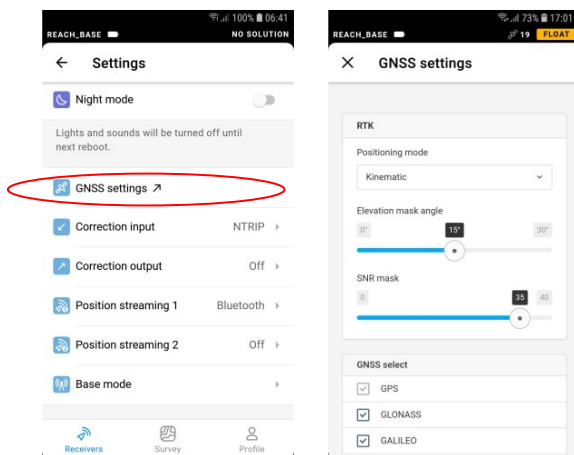 100% 06:41
REACH_BASE NO SOLUTION
Settings
Night mode
Lights and sounds will be turned off until
next reboot.
GNSS settings
Correction input NTRIP
Correction output Off
Position streaming 1 Bluetooth
Position streaming 2 Off
Base mode
Receivers Survey Profile
73% 17:01
REACH_BASE 19 FLOAT
GNSS settings
RTK
Positioning mode
Kinematic
Elevation mask angle
0° 15° 30°
SNR mask
0 35 40
GNSS select
GPS
GLONASS
GALILEO